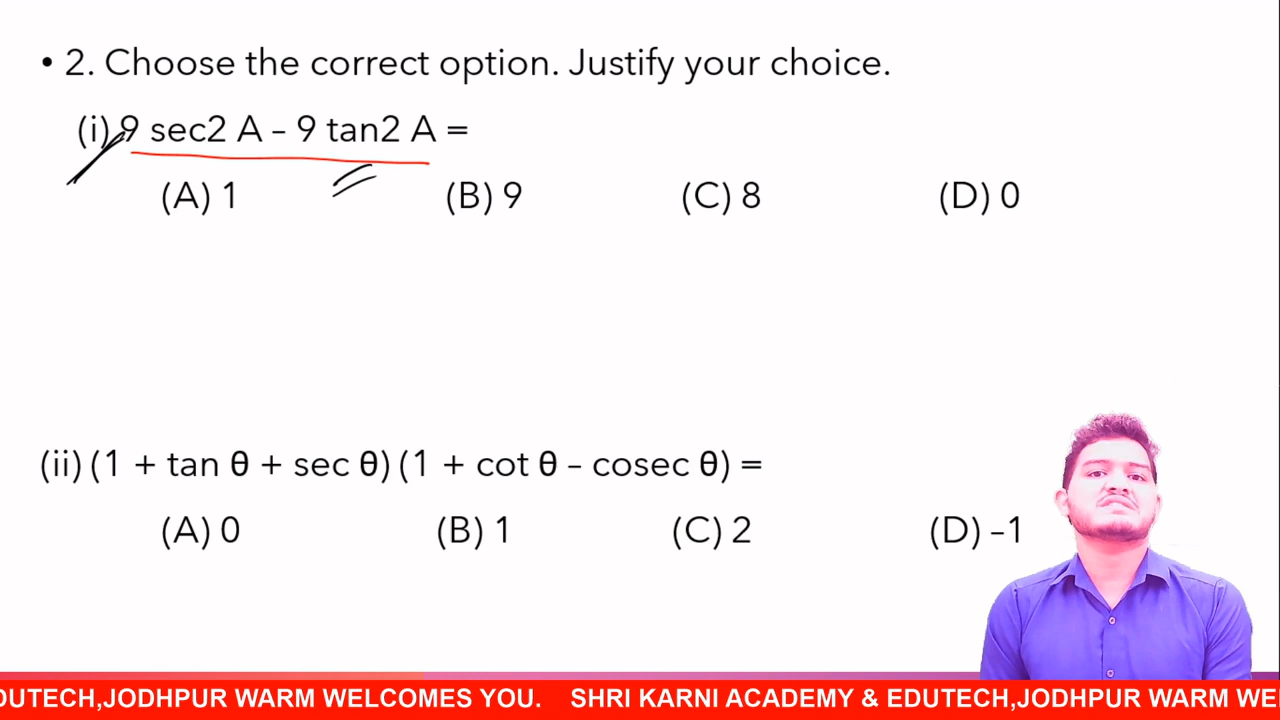 • 2. Choose the correct option. Justify your choice.
(i) 9 sec2 A – 9 tan2 A =
(A) 1 (B) 9 (C) 8 (D) 0
(ii) (1 + tan θ + sec θ) (1 + cot θ – cosec θ) =
(A) 0 (B) 1 (C) 2 (D) –1
DUTECH,JODHPUR WARM WELCOMES YOU. SHRI KARNI ACADEMY & EDUTECH,JODHPUR WARM WE